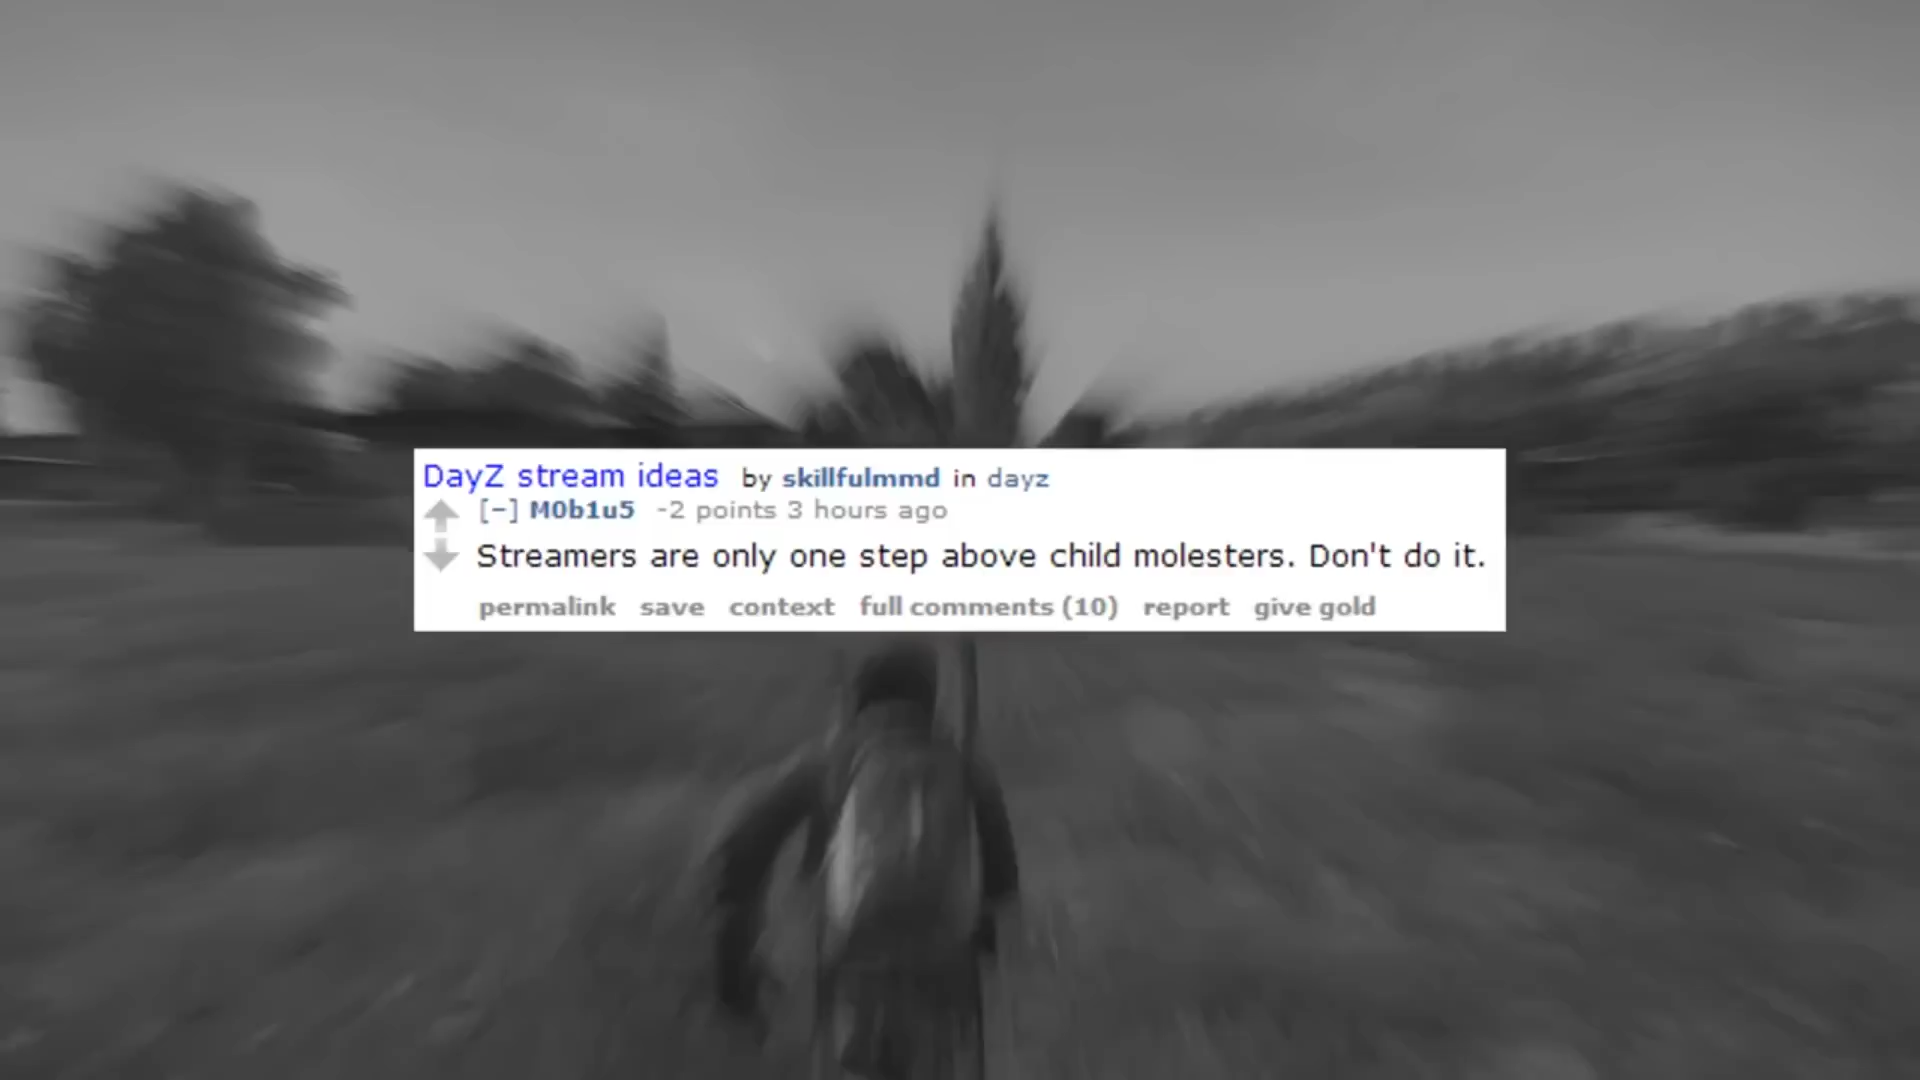 DayZ stream ideas by skillfulmmd in dayz
[−] M0b1u5 -2 points 3 hours ago
Streamers are only one step above child molesters. Don't do it.
permalink save context full comments (10) report give gold